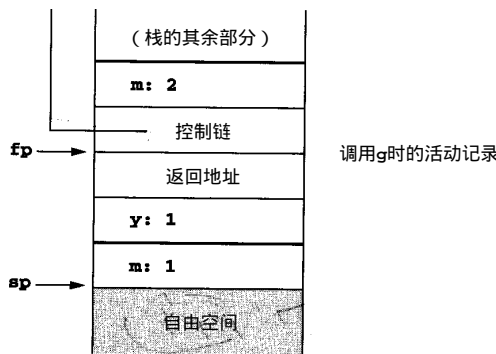 （栈的其余部分）
m: 2
控制链
fp
调用g时的活动记录
返回地址
y: 1
m: 1
sp
自由空间